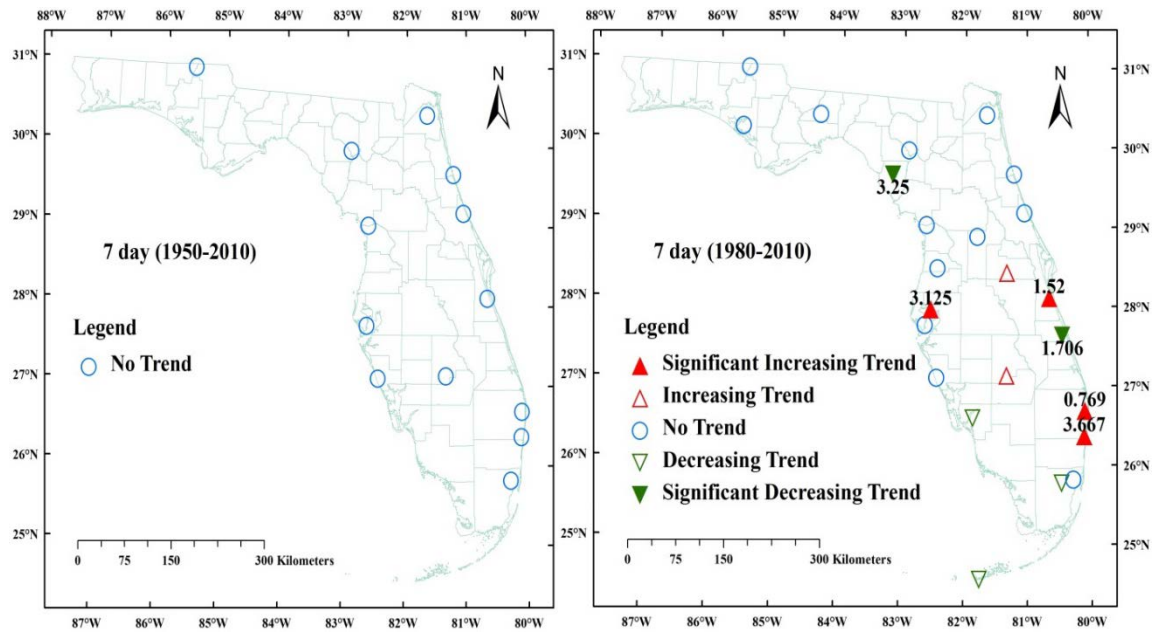 88°W 87°W 86°W 85°W 84°W 83°W 82°W 81°W 80°W
31°N
30°N
29°N
28°N
27°N
26°N
25°N
N
7 day (1950-2010)
Legend
No Trend
0 75 150 300 Kilometers
87°W 86°W 85°W 84°W 83°W 82°W 81°W 80°W
88°W 87°W 86°W 85°W 84°W 83°W 82°W 81°W 80°W
N
3.25
7 day (1980-2010)
3.125
1.52
1.706
0.769
3.667
Legend
Significant Increasing Trend
Increasing Trend
No Trend
Decreasing Trend
Significant Decreasing Trend
0 75 150 300 Kilometers
31°N
30°N
29°N
28°N
27°N
26°N
25°N
87°W 86°W 85°W 84°W 83°W 82°W 81°W 80°W